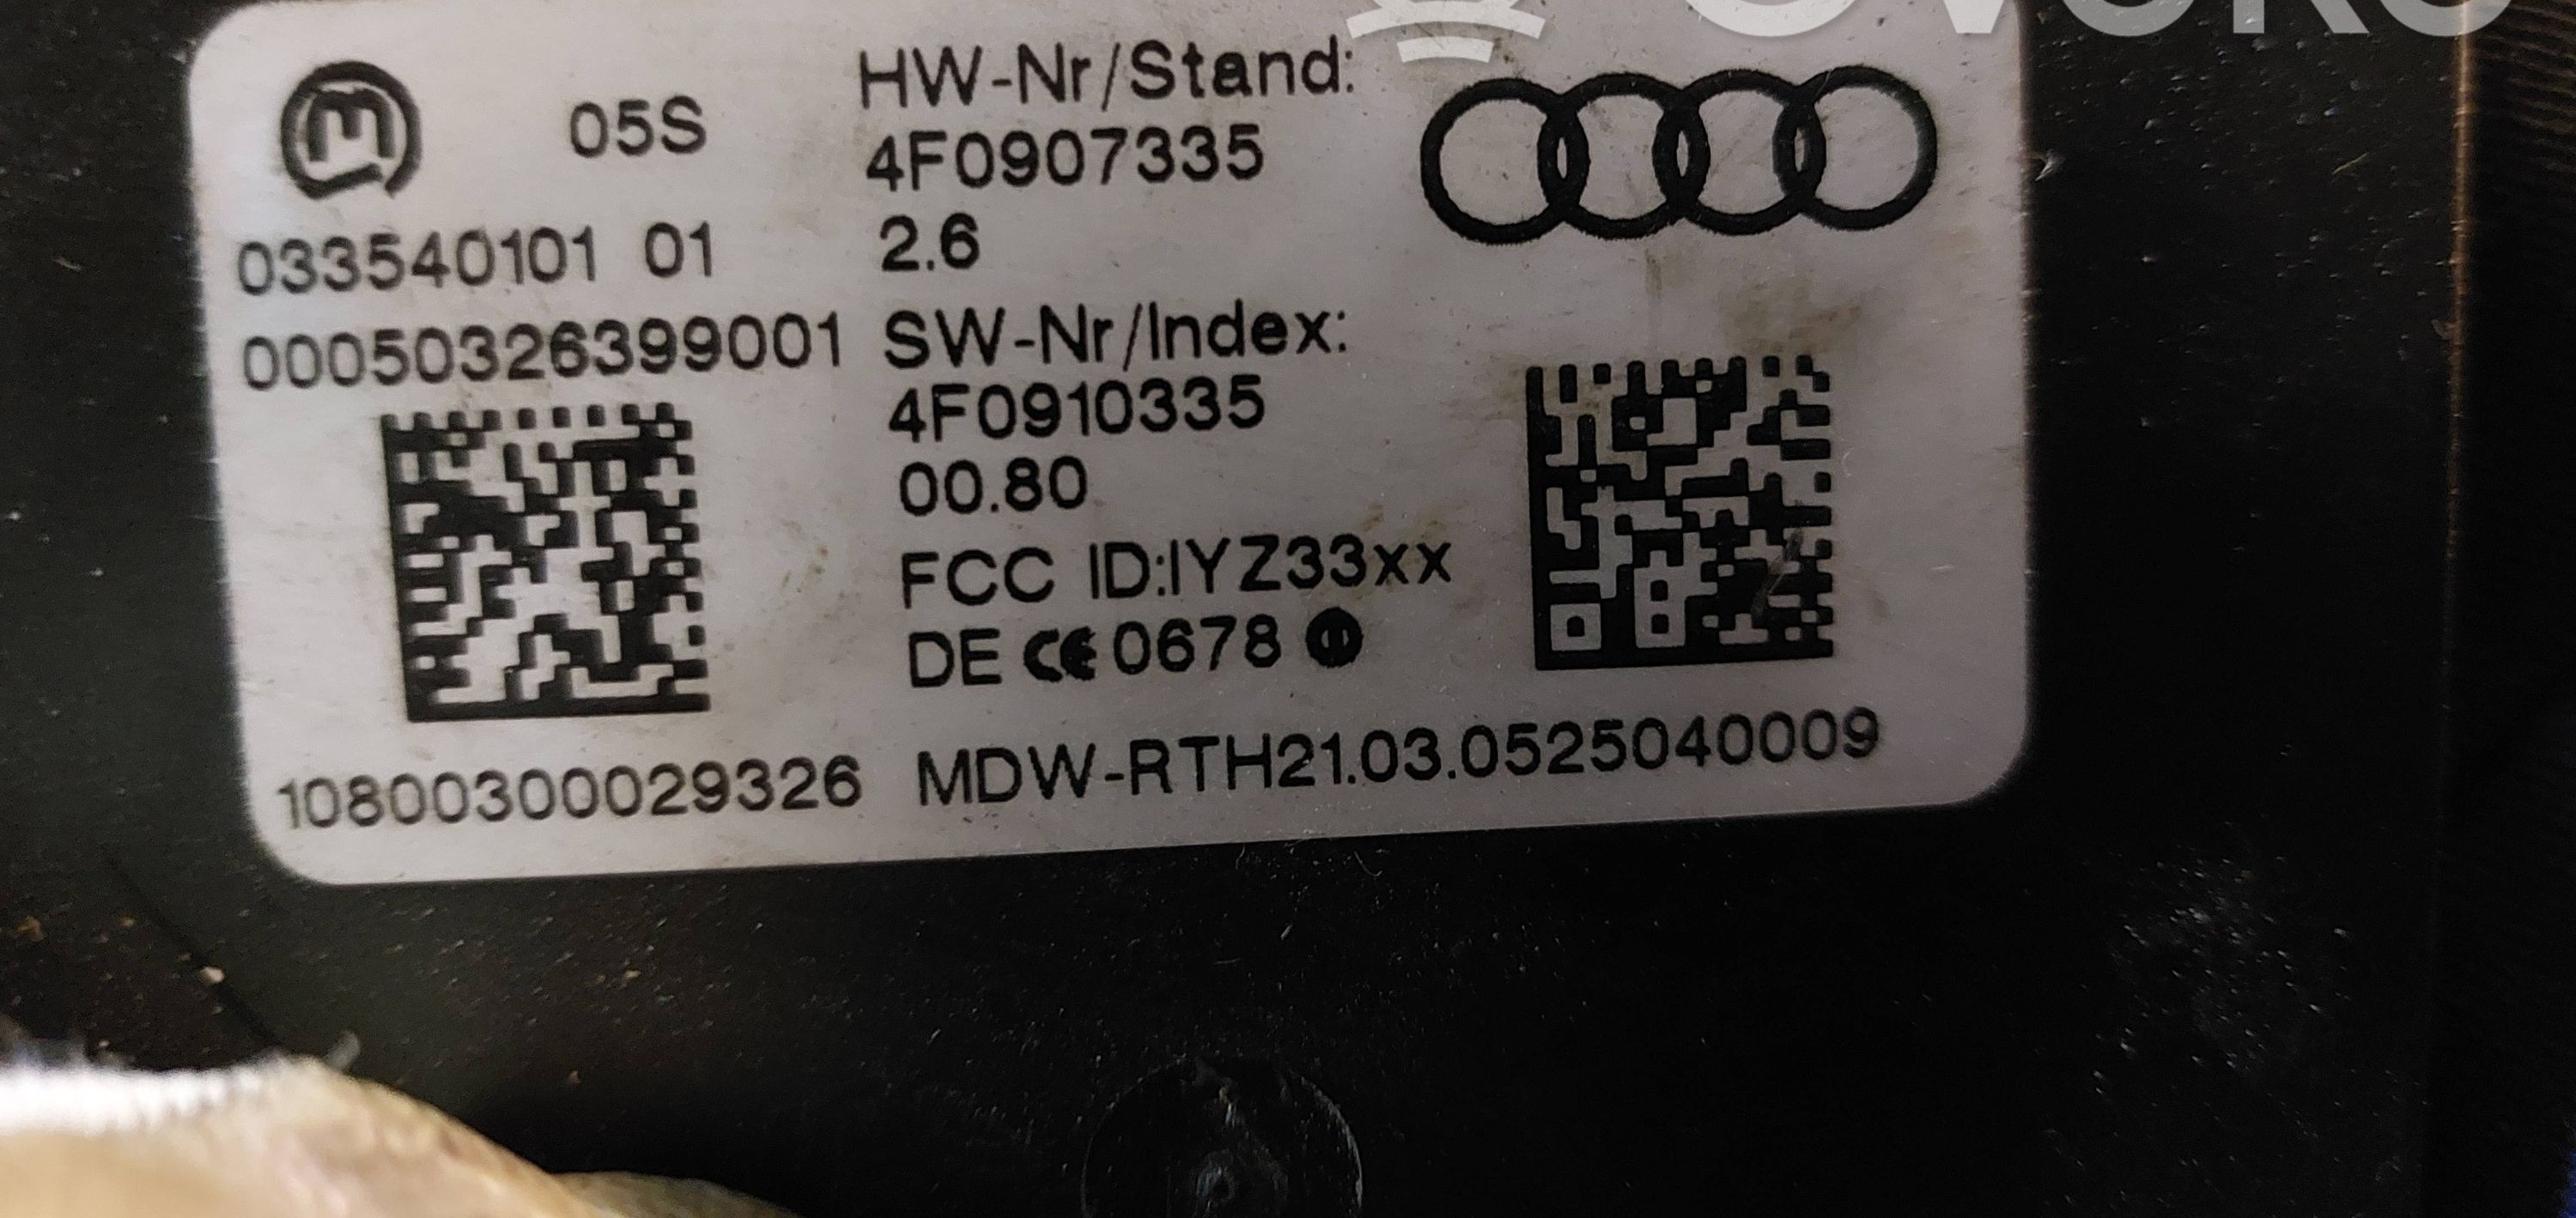 05S
033540101 01
00050326399001
HW-Nr/Stand:
4F0907335
2.6
SW-Nr/Index:
4F0910335
00.80
FCC ID:IYZ33xx
DE CE 0678
10800300029326
MDW-RTH21.03.0525040009